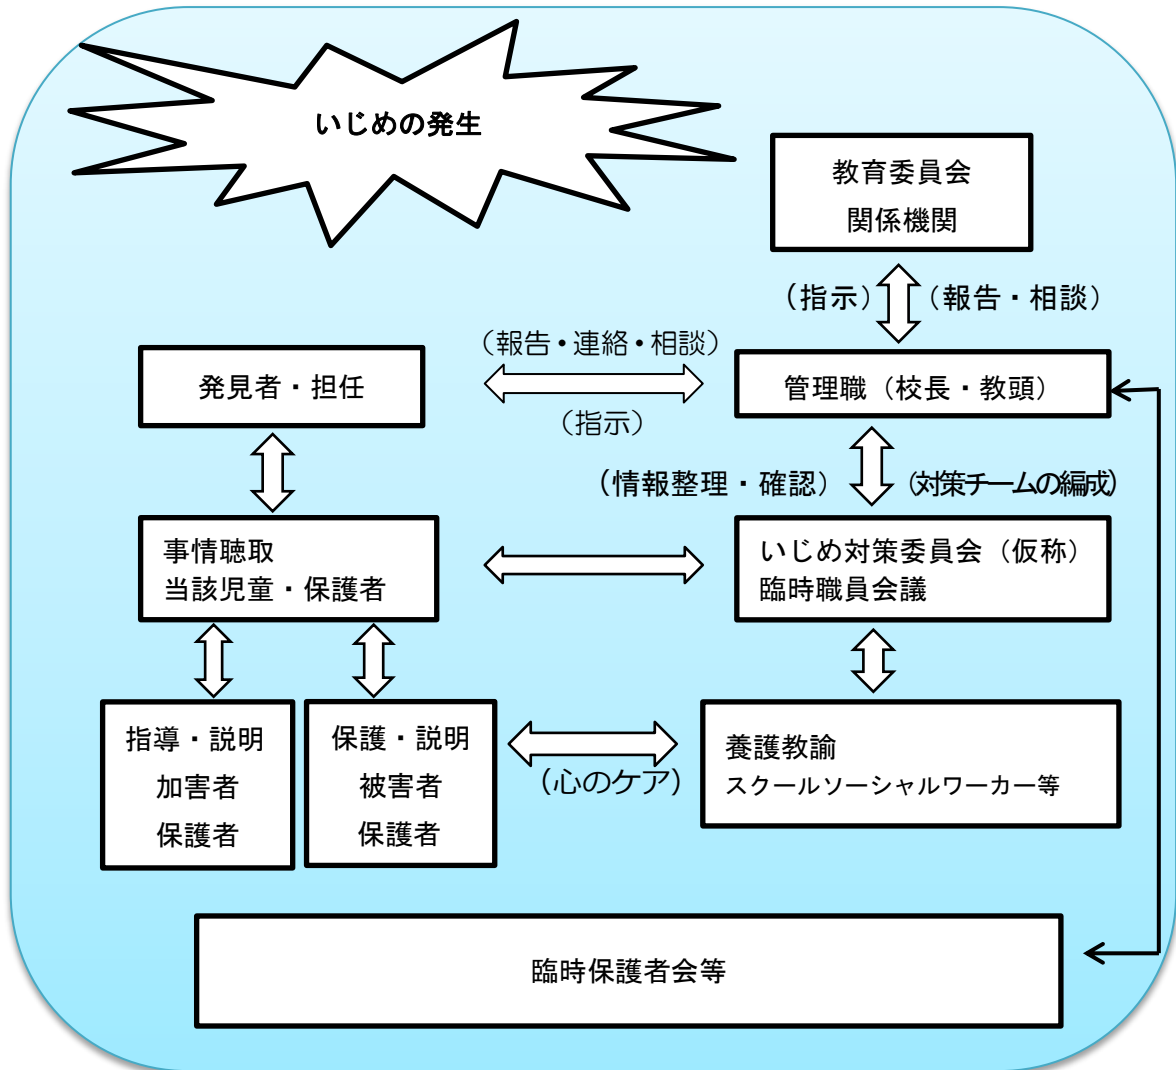 いじめの発生
教育委員会
関係機関
（指示）
（報告・相談）
（報告・連絡・相談）
発見者・担任
管理職（校長・教頭）
（指示）
（情報整理・確認）
（対策チームの編成）
事情聴取
当該児童・保護者
いじめ対策委員会（仮称）
臨時職員会議
指導・説明
加害者
保護者
保護・説明
被害者
保護者
（心のケア）
養護教諭
スクールソーシャルワーカー等
臨時保護者会等